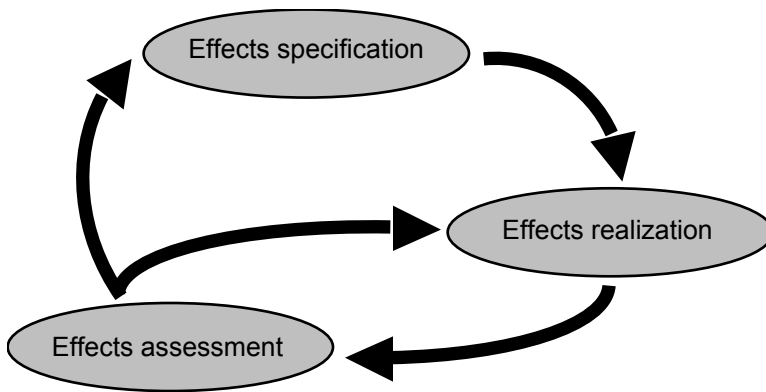 Effects specification
Effects realization
Effects assessment